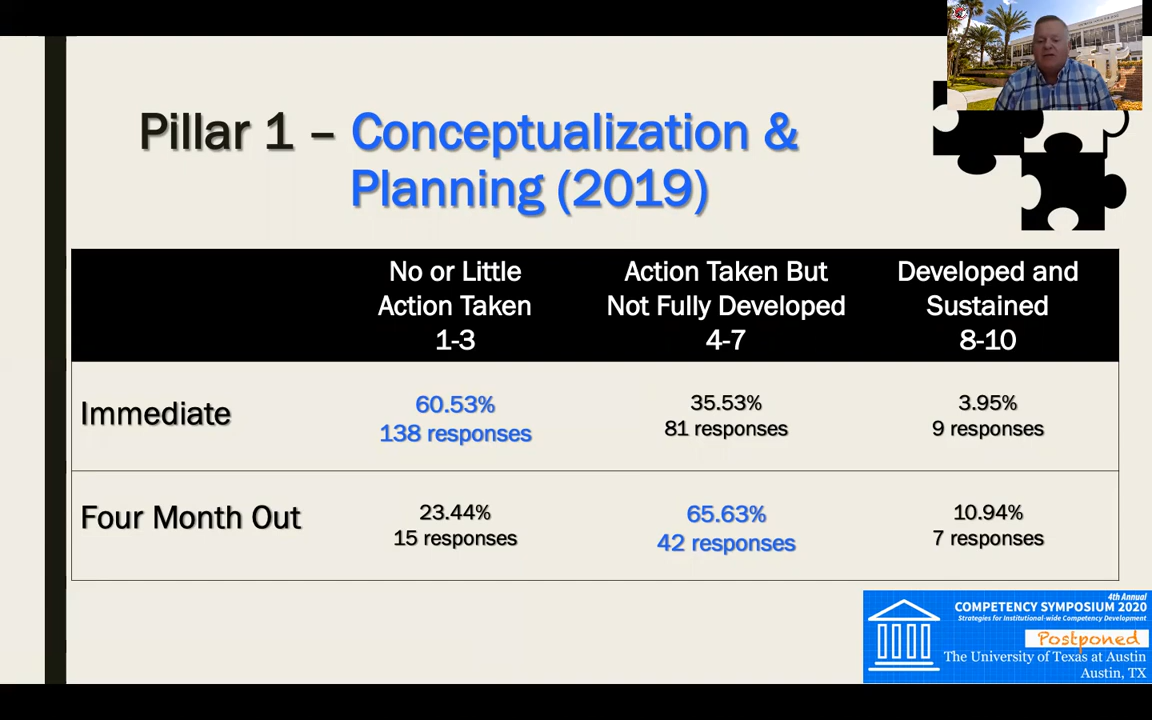 Pillar 1 – Conceptualization &
Planning (2019)
No or Little
Action Taken
1-3
Action Taken But
Not Fully Developed
4-7
Developed and
Sustained
8-10
Immediate
60.53%
138 responses
35.53%
81 responses
3.95%
9 responses
Four Month Out
23.44%
15 responses
65.63%
42 responses
10.94%
7 responses
4th Annual
COMPETENCY SYMPOSIUM 2020
Strategies for Institutional-wide Competency Development
Postponed
The University of Texas at Austin
Austin, TX